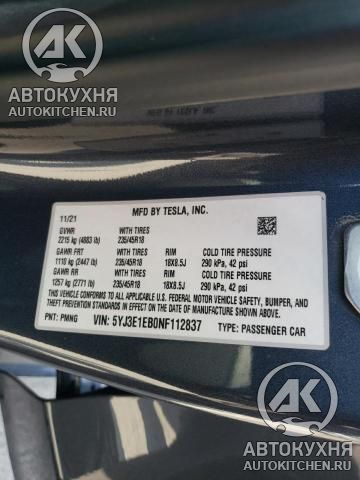 АК
АВТОКУХНЯ
AUTOKITCHEN.RU
MFD BY TESLA, INC.
11/21
GVWR WITH TIRES
2215 kg (4883 lb) 235/45R18
GAWR FRT WITH TIRES RIM COLD TIRE PRESSURE
1110 kg (2447 lb) 235/45R18 18X8.5J 290 kPa, 42 psi
GAWR RR WITH TIRES RIM COLD TIRE PRESSURE
1257 kg (2771 lb) 235/45R18 18X8.5J 290 kPa, 42 psi
THIS VEHICLE CONFORMS TO ALL APPLICABLE U.S. FEDERAL MOTOR VEHICLE SAFETY, BUMPER, AND
THEFT PREVENTION STANDARDS IN EFFECT ON THE DATE OF MANUFACTURE SHOWN ABOVE.
PNT: PMNG VIN: 5YJ3E1EB0NF112837 TYPE: PASSENGER CAR
АК
АВТОКУХНЯ
AUTOKITCHEN.RU